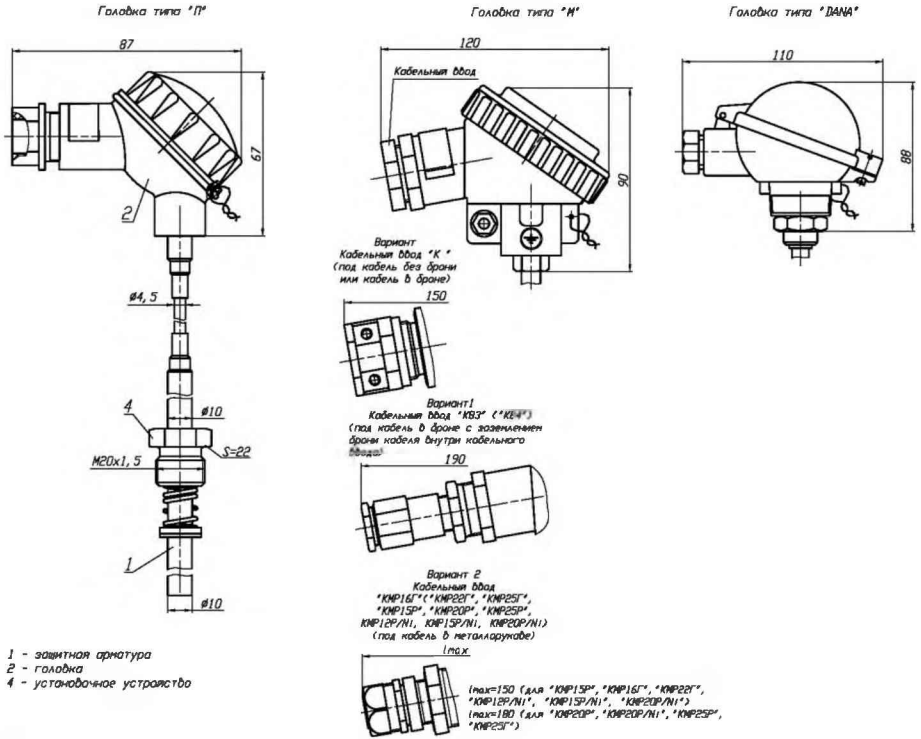 Головка типа "П"
87
67
2
ø4,5
ø10
4
S=22
M20x1,5
1
ø10
1 - защитная арматура
2 - головка
4 - установочное устройство
Головка типа "М"
120
Кабельный ввод
90
Вариант
Кабельный ввод "К "
(под кабель без брони
или кабель в броне)
150
Вариант1
Кабельный ввод "КВ3" ("КВ4")
(под кабель в броне с заземлением
брони кабеля внутри кабельного
ввода)
190
Вариант 2
Кабельный ввод
"КМР16Г"("КМР22Г", "КМР25Г",
"КМР15Р", "КМР20Р", "КМР25Р",
КМР12Р/Ni, КМР15Р/Ni, КМР20Р/Ni)
(под кабель в металлорукаве)
lmax
lmax=150 (для "КМР15Р", "КМР16Г", "КМР22Г",
"КМР12Р/Ni", "КМР15Р/Ni", "КМР20Р/Ni")
lmax=180 (для "КМР20Р", "КМР20Р/Ni", "КМР25Р",
"КМР25Г")
Головка типа "DANA"
110
88